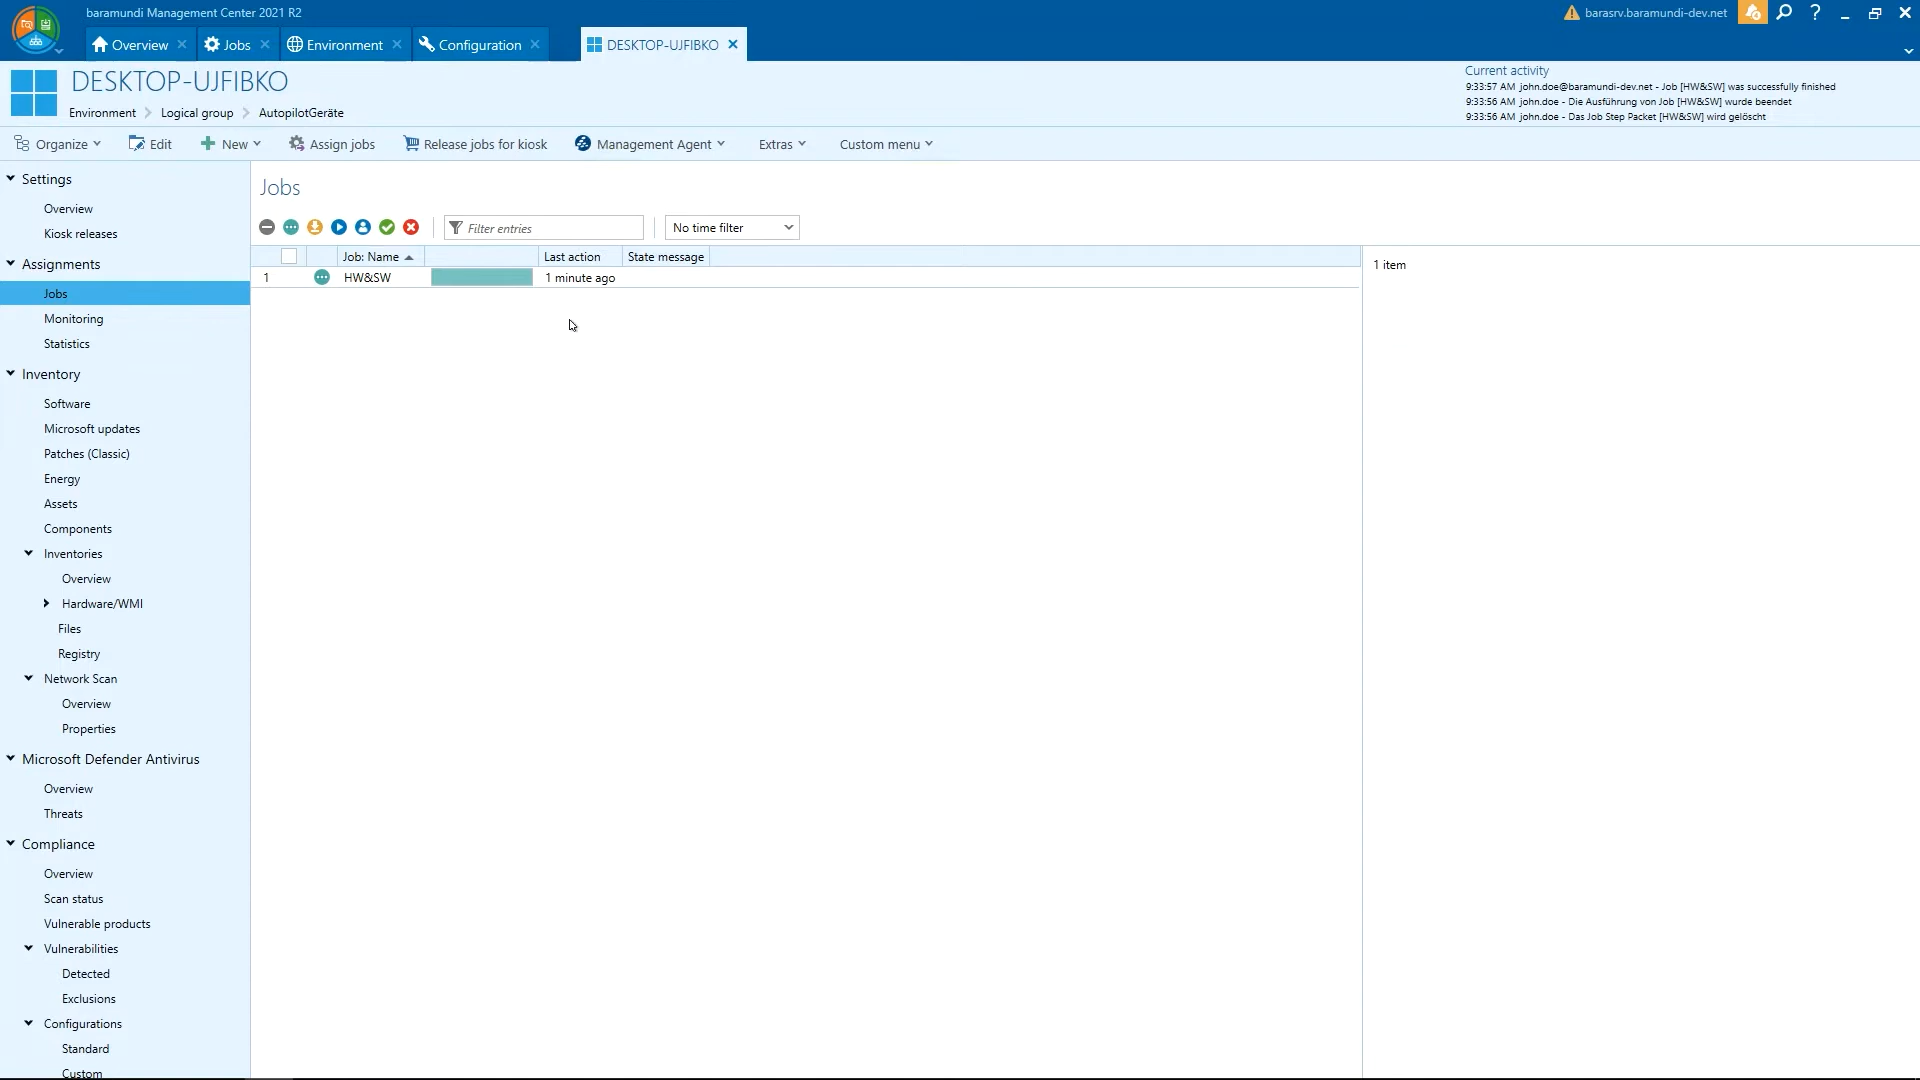 baramundi Management Center 2021 R2
barasrv.baramundi-dev.net
Overview
Jobs
Environment
Configuration
DESKTOP-UJFIBKO
DESKTOP-UJFIBKO
Environment
Logical group
AutopilotGeräte
Current activity
9:33:57 AM john.doe@baramundi-dev.net - Job [HW&SW] was successfully finished
9:33:56 AM john.doe - Die Ausführung von Job [HW&SW] wurde beendet
9:33:56 AM john.doe - Das Job Step Packet [HW&SW] wird gelöscht
Organize
Edit
New
Assign jobs
Release jobs for kiosk
Management Agent
Extras
Custom menu
Settings
Overview
Kiosk releases
Assignments
Jobs
Monitoring
Statistics
Inventory
Software
Microsoft updates
Patches (Classic)
Energy
Assets
Components
Inventories
Overview
Hardware/WMI
Files
Registry
Network Scan
Overview
Properties
Microsoft Defender Antivirus
Overview
Threats
Compliance
Overview
Scan status
Vulnerable products
Vulnerabilities
Detected
Exclusions
Configurations
Standard
Custom
Jobs
Filter entries
No time filter
Job: Name
Last action
State message
1
HW&SW
1 minute ago
1 item